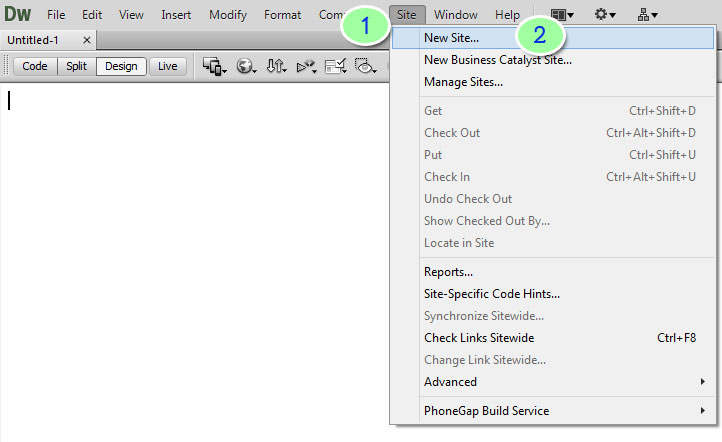 Dw File Edit View Insert Modify Format Com 1 Site Window Help
Untitled-1 ×
Code Split Design Live
New Site... 2
New Business Catalyst Site...
Manage Sites...
Get Ctrl+Shift+D
Check Out Ctrl+Alt+Shift+D
Put Ctrl+Shift+U
Check In Ctrl+Alt+Shift+U
Undo Check Out
Show Checked Out By...
Locate in Site
Reports...
Site-Specific Code Hints...
Synchronize Sitewide...
Check Links Sitewide Ctrl+F8
Change Link Sitewide...
Advanced
PhoneGap Build Service